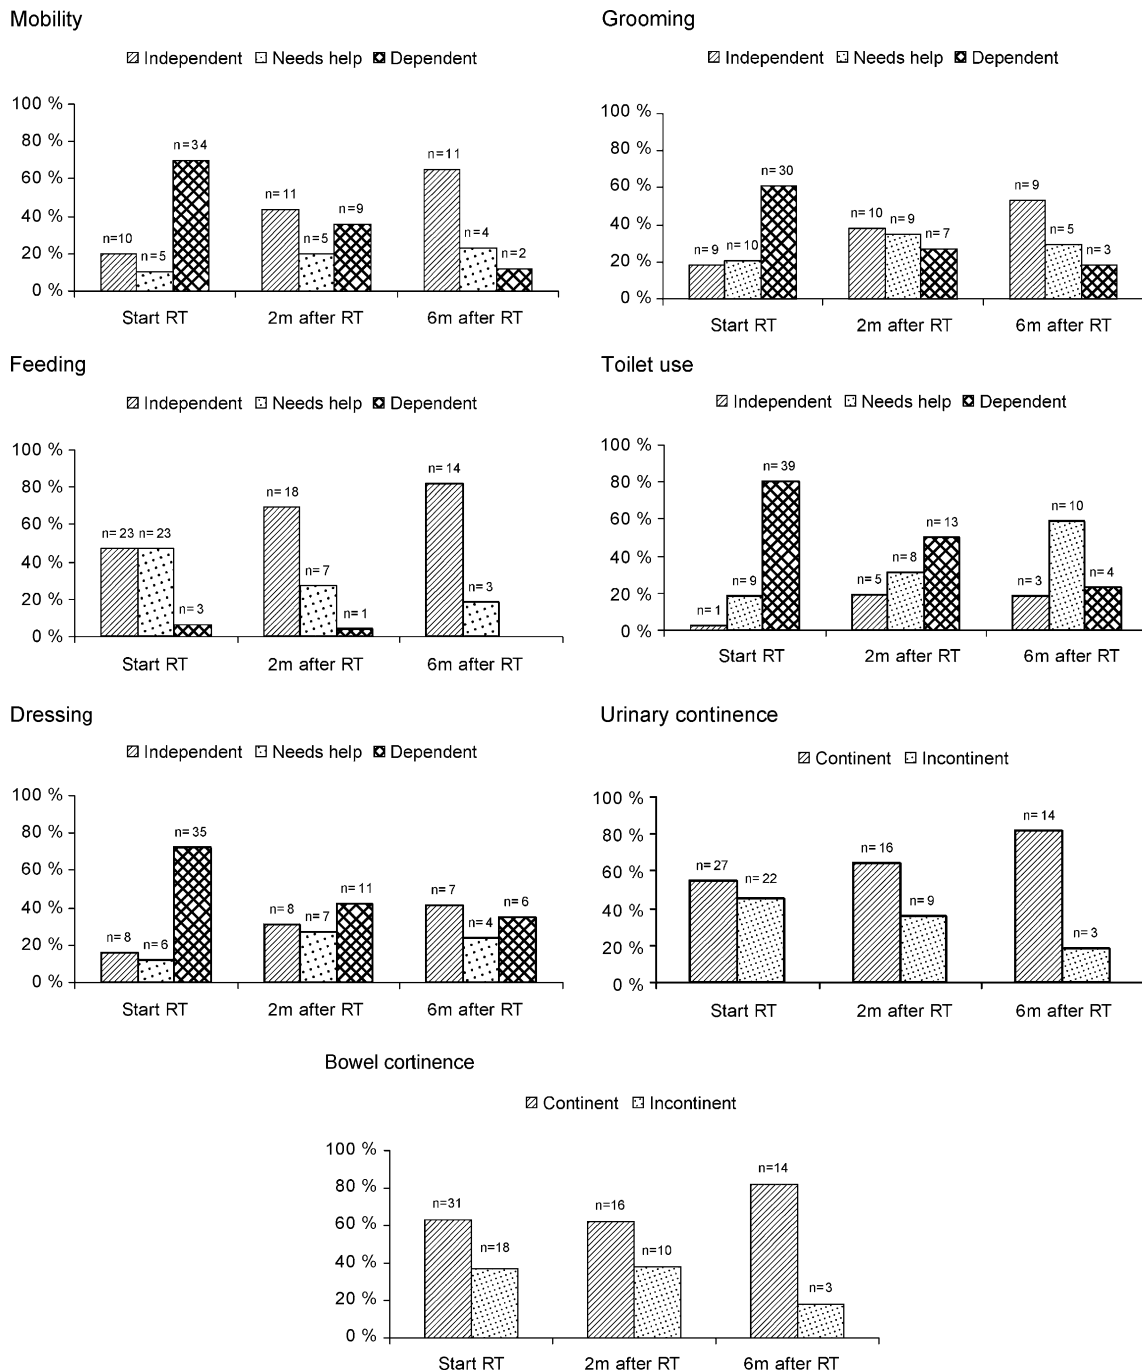 Mobility
Independent Needs help Dependent
100 %
80 %
60 %
40 %
20 %
0 %
n=10
n=5
n=34
n=11
n=5
n=9
n=11
n=4
n=2
Start RT 2m after RT 6m after RT
Grooming
Independent Needs help Dependent
100 %
80 %
60 %
40 %
20 %
0 %
n=9
n=10
n=30
n=10
n=9
n=7
n=9
n=5
n=3
Start RT 2m after RT 6m after RT
Feeding
Independent Needs help Dependent
100 %
80 %
60 %
40 %
20 %
0 %
n=23
n=23
n=3
n=18
n=7
n=1
n=14
n=3
Start RT 2m after RT 6m after RT
Toilet use
Independent Needs help Dependent
100 %
80 %
60 %
40 %
20 %
0 %
n=1
n=9
n=39
n=5
n=8
n=13
n=3
n=10
n=4
Start RT 2m after RT 6m after RT
Dressing
Independent Needs help Dependent
100 %
80 %
60 %
40 %
20 %
0 %
n=8
n=6
n=35
n=8
n=7
n=11
n=7
n=4
n=6
Start RT 2m after RT 6m after RT
Urinary continence
Continent Incontinent
100 %
80 %
60 %
40 %
20 %
0 %
n=27
n=22
n=16
n=9
n=14
n=3
Start RT 2m after RT 6m after RT
Bowel cortinence
Continent Incontinent
100 %
80 %
60 %
40 %
20 %
0 %
n=31
n=18
n=16
n=10
n=14
n=3
Start RT 2m after RT 6m after RT